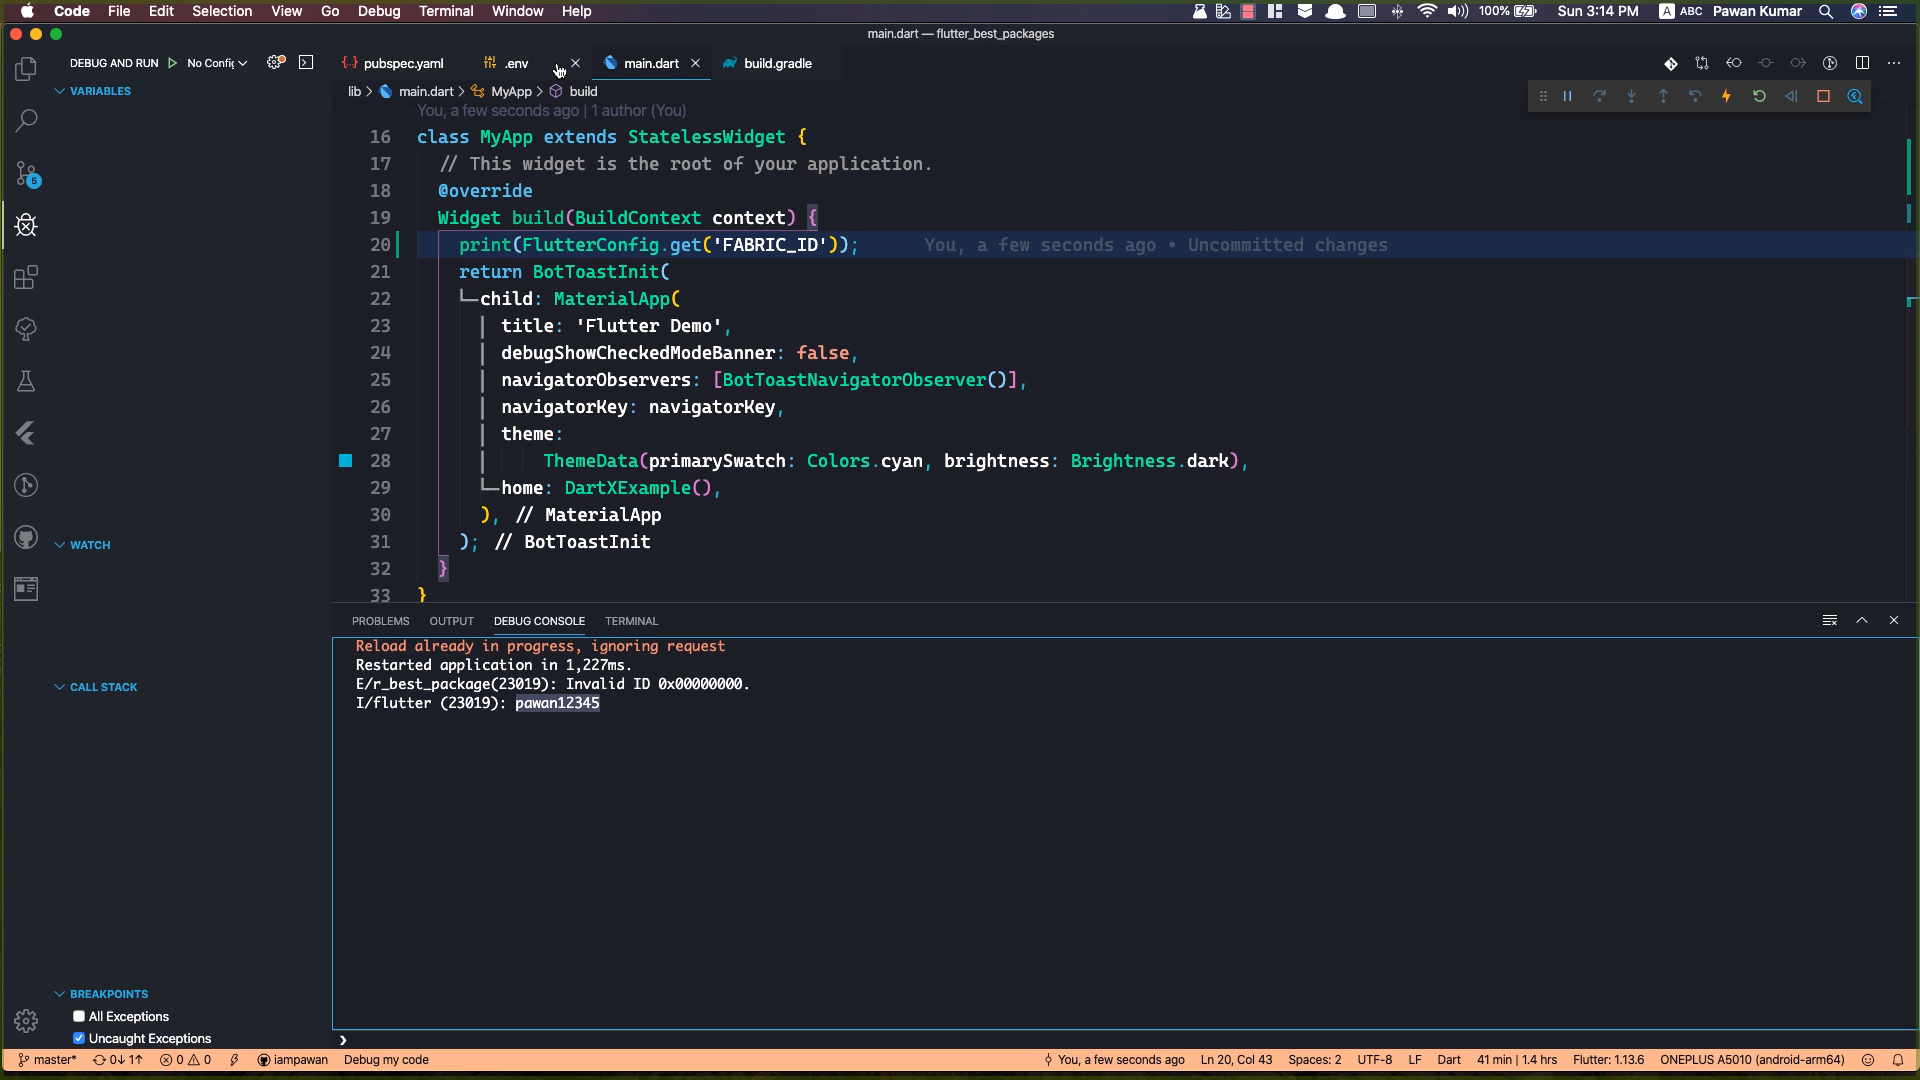 Code File Edit Selection View Go Debug Terminal Window Help 100% Sun 3:14 PM A ABC Pawan Kumar
main.dart — flutter_best_packages
DEBUG AND RUN No Config pubspec.yaml .env main.dart build.gradle
VARIABLES
lib > main.dart > MyApp > build
You, a few seconds ago | 1 author (You)
16 class MyApp extends StatelessWidget {
17 // This widget is the root of your application.
18 @override
19 Widget build(BuildContext context) {
20 print(FlutterConfig.get('FABRIC_ID')); You, a few seconds ago • Uncommitted changes
21 return BotToastInit(
22 child: MaterialApp(
23 title: 'Flutter Demo',
24 debugShowCheckedModeBanner: false,
25 navigatorObservers: [BotToastNavigatorObserver()],
26 navigatorKey: navigatorKey,
27 theme:
28 ThemeData(primarySwatch: Colors.cyan, brightness: Brightness.dark),
29 home: DartXExample(),
30 ), // MaterialApp
31 ); // BotToastInit
32 }
33 }
5
WATCH
CALL STACK
BREAKPOINTS
All Exceptions
Uncaught Exceptions
PROBLEMS OUTPUT DEBUG CONSOLE TERMINAL
Reload already in progress, ignoring request
Restarted application in 1,227ms.
E/r_best_package(23019): Invalid ID 0x00000000.
I/flutter (23019): pawan12345
master* 0↓ 1↑ 0 0 iampawan Debug my code You, a few seconds ago Ln 20, Col 43 Spaces: 2 UTF-8 LF Dart 41 min | 1.4 hrs Flutter: 1.13.6 ONEPLUS A5010 (android-arm64)